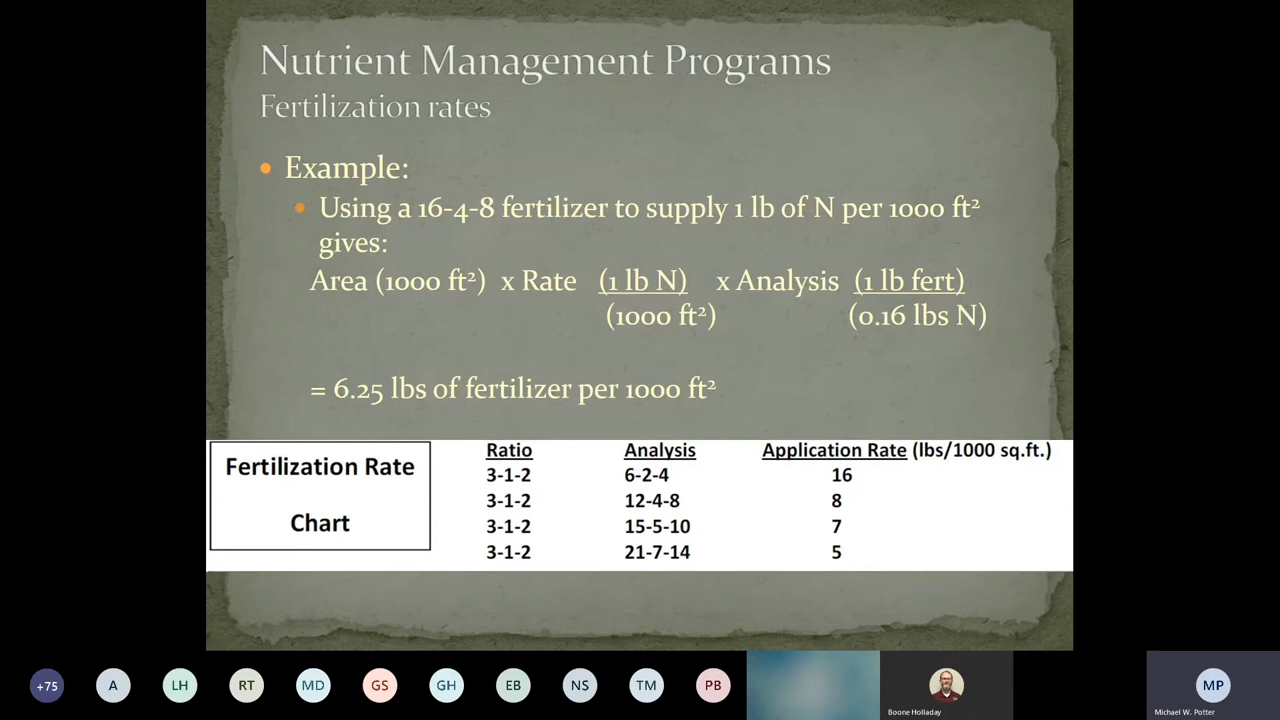 Nutrient Management Programs
Fertilization rates
Example:
Using a 16-4-8 fertilizer to supply 1 lb of N per 1000 ft²
gives:
Area (1000 ft²) x Rate (1 lb N) x Analysis (1 lb fert)
(1000 ft²) (0.16 lbs N)
= 6.25 lbs of fertilizer per 1000 ft²
Fertilization Rate
Chart
Ratio Analysis Application Rate (lbs/1000 sq.ft.)
3-1-2 6-2-4 16
3-1-2 12-4-8 8
3-1-2 15-5-10 7
3-1-2 21-7-14 5
+75 A LH RT MD GS GH EB NS TM PB MP
Boone Holladay Michael W. Potter